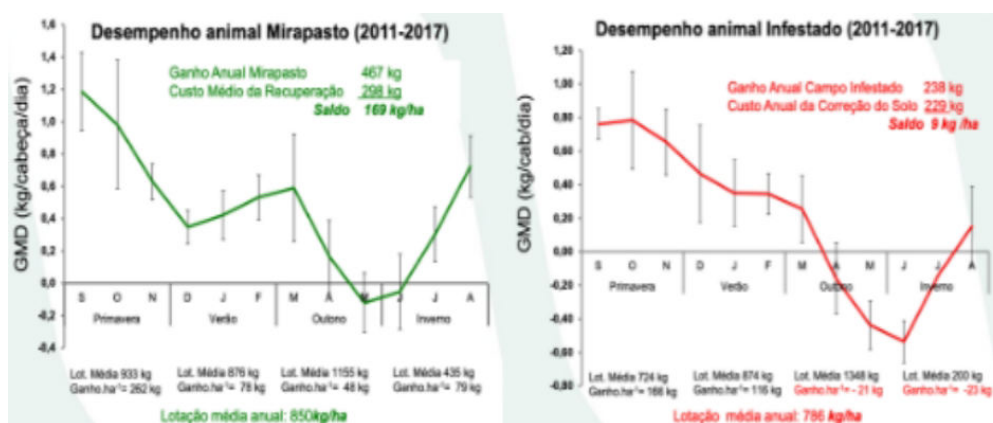 Desempenho animal Mirapasto (2011-2017)
Ganho Anual Mirapasto 467 kg
Custo Médio da Recuperação 298 kg
Saldo 169 kg/ha
GMD (kg/cabeça/dia)
1,6
1,4
1,2
1,0
0,8
0,6
0,4
0,2
0,0
-0,2
-0,4
S O N D J F M A M J J A
Primavera Verão Outono Inverno
Lot. Média 933 kg Lot. Média 876 kg Lot. Média 1155 kg Lot. Média 435 kg
Ganho.ha⁻¹= 262 kg Ganho.ha⁻¹= 78 kg Ganho.ha⁻¹= 48 kg Ganho.ha⁻¹= 79 kg
Lotação média anual: 850kg/ha
Desempenho animal Infestado (2011-2017)
Ganho Anual Campo Infestado 238 kg
Custo Anual da Correção do Solo 229 kg
Saldo 9 kg /ha
GMD (kg/cab/dia)
1,20
1,00
0,80
0,60
0,40
0,20
0,00
-0,20
-0,40
-0,60
-0,80
S O N D J F M A M J J A
Primavera Verão Outono Inverno
Lot. Média 724 kg Lot. Média 874 kg Lot. Média 1348 kg Lot. Média 200 kg
Ganho.ha⁻¹= 166 kg Ganho.ha⁻¹= 116 kg Ganho.ha⁻¹= - 21 kg Ganho.ha⁻¹= -23 kg
Lotação média anual: 786 kg/ha